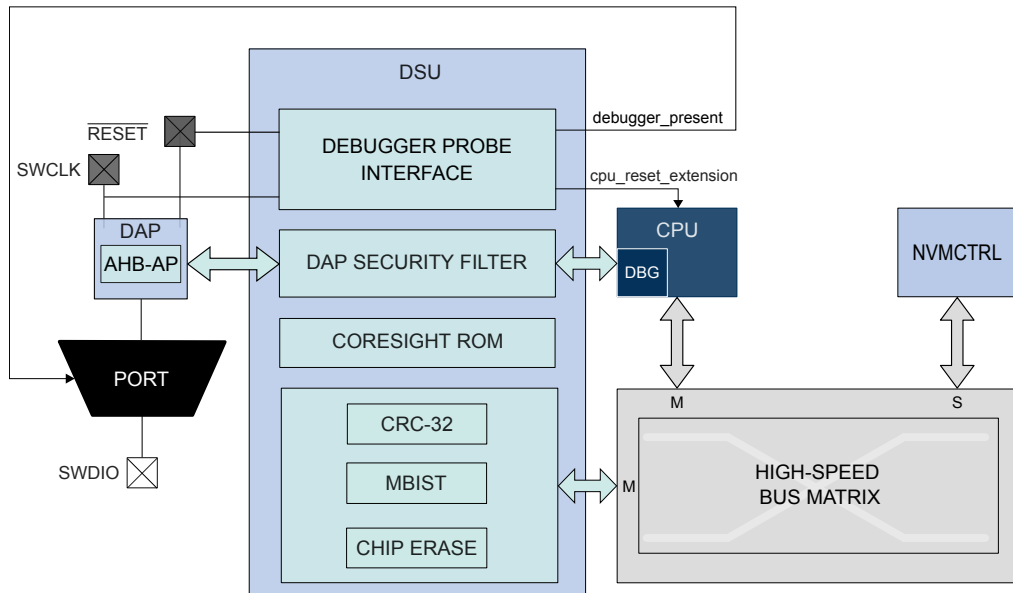 DSU
debugger_present
RESET
DEBUGGER PROBE
INTERFACE
SWCLK
cpu_reset_extension
DAP
AHB-AP
DAP SECURITY FILTER
CPU
DBG
NVMCTRL
CORESIGHT ROM
PORT
M
S
CRC-32
SWDIO
MBIST
M
HIGH-SPEED
BUS MATRIX
CHIP ERASE